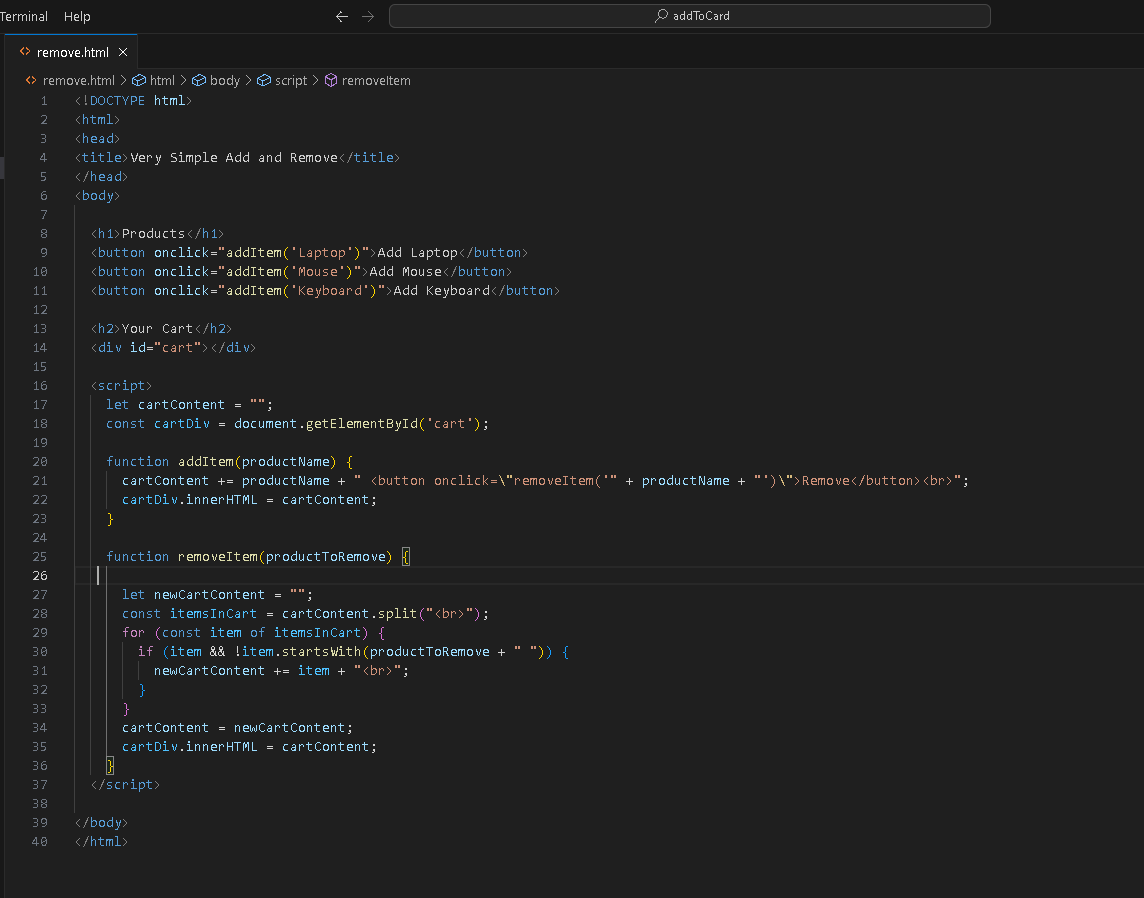 Terminal Help
addToCard
remove.html
remove.html > html > body > script > removeItem
1 <!DOCTYPE html>
2 <html>
3 <head>
4 <title>Very Simple Add and Remove</title>
5 </head>
6 <body>
7
8 <h1>Products</h1>
9 <button onclick="addItem('Laptop')">Add Laptop</button>
10 <button onclick="addItem('Mouse')">Add Mouse</button>
11 <button onclick="addItem('Keyboard')">Add Keyboard</button>
12
13 <h2>Your Cart</h2>
14 <div id="cart"></div>
15
16 <script>
17 let cartContent = "";
18 const cartDiv = document.getElementById('cart');
19
20 function addItem(productName) {
21 cartContent += productName + " <button onclick=\"removeItem('" + productName + "')\">Remove</button><br>";
22 cartDiv.innerHTML = cartContent;
23 }
24
25 function removeItem(productToRemove) {
26
27 let newCartContent = "";
28 const itemsInCart = cartContent.split("<br>");
29 for (const item of itemsInCart) {
30 if (item && !item.startsWith(productToRemove + " ")) {
31 newCartContent += item + "<br>";
32 }
33 }
34 cartContent = newCartContent;
35 cartDiv.innerHTML = cartContent;
36 }
37 </script>
38
39 </body>
40 </html>